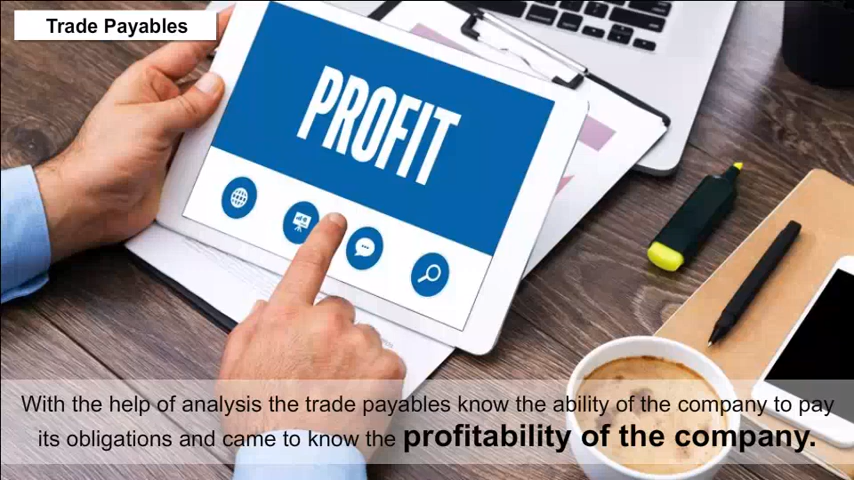 Trade Payables
PROFIT
With the help of analysis the trade payables know the ability of the company to pay
its obligations and came to know the profitability of the company.